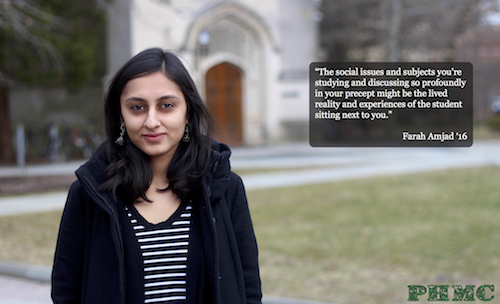 “The social issues and subjects you’re
studying and discussing so profoundly
in your precept might be the lived
reality and experiences of the student
sitting next to you.”
Farah Amjad ‘16
PHMC